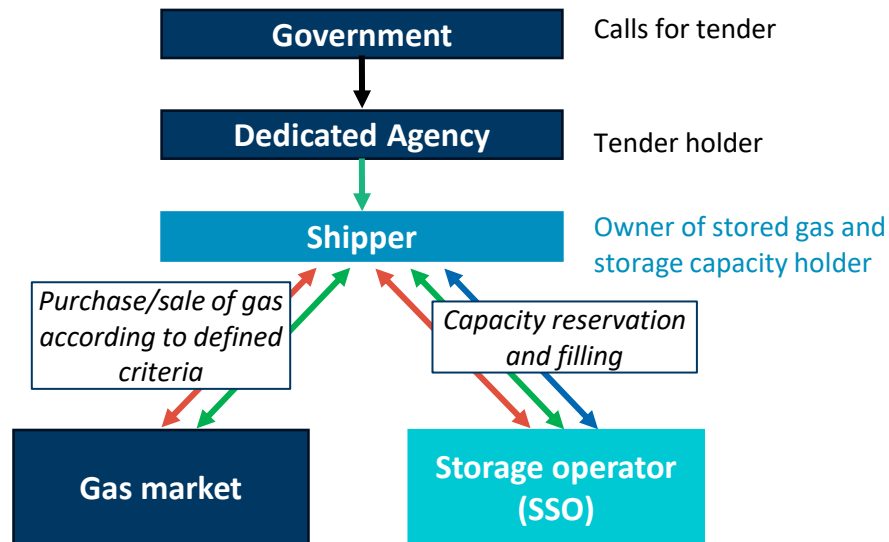 Government
Calls for tender
Dedicated Agency
Tender holder
Shipper
Owner of stored gas and
storage capacity holder
Purchase/sale of gas
according to defined
criteria
Capacity reservation
and filling
Gas market
Storage operator
(SSO)